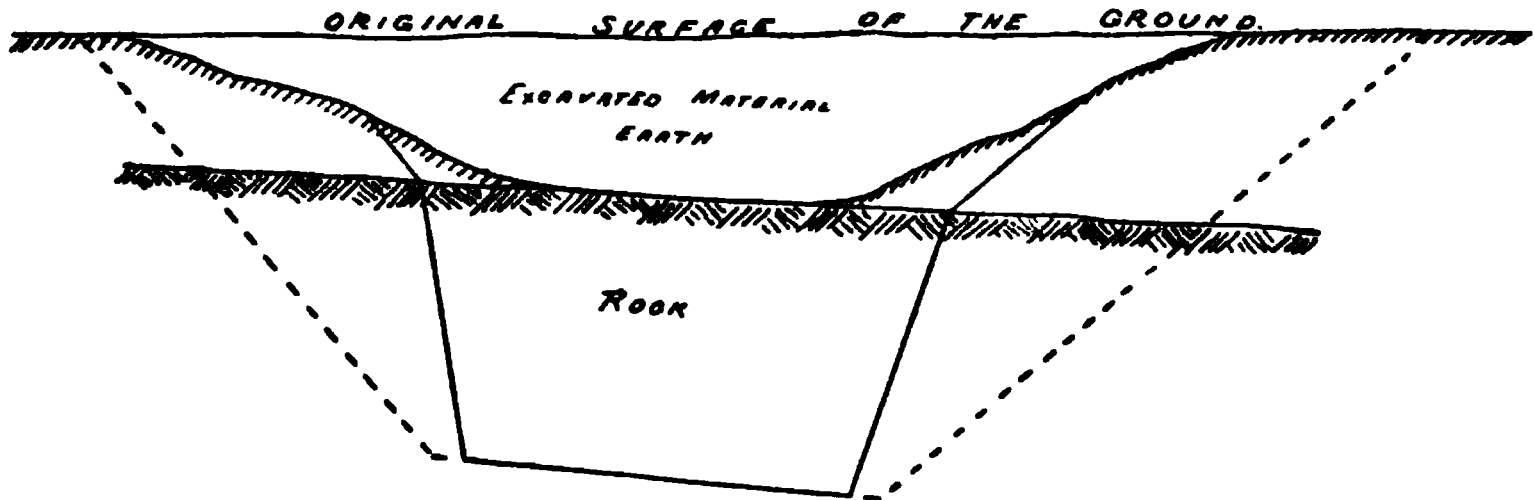 ORIGINAL SURFACE OF THE GROUND.
EXCAVATED MATERIAL
EARTH
ROCK